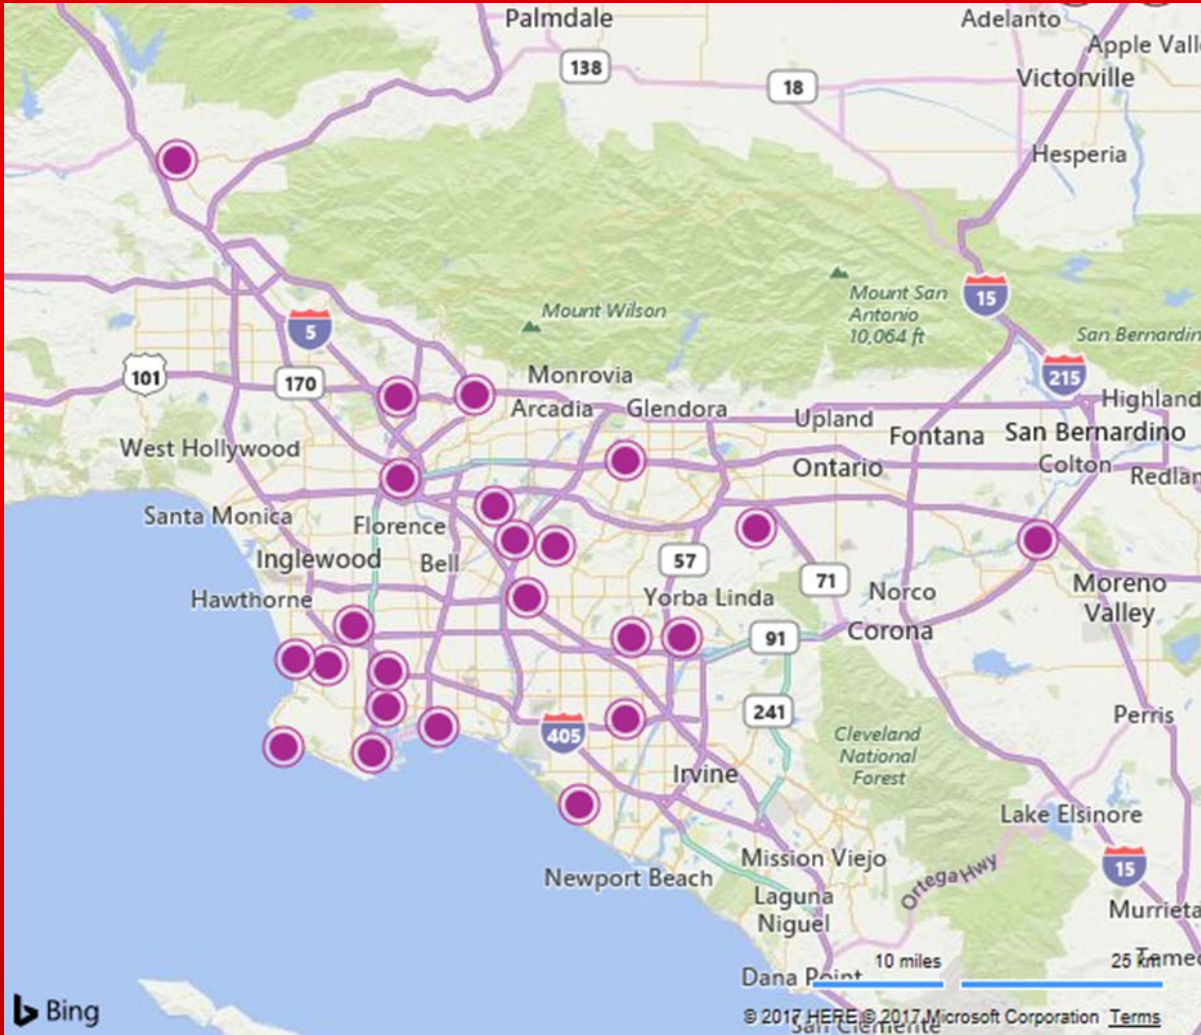 Palmdale
Adelanto
Apple Vall
138
18
Victorville
Hesperia
15
Mount San
Antonio
10,064 ft
Mount Wilson
5
San Bernardin
215
101
170
Monrovia
Arcadia
Glendora
Upland
Highland
Fontana
San Bernardino
West Hollywood
Ontario
Colton
Redlan
Santa Monica
Florence
Inglewood
Bell
57
71
Moreno
Valley
Hawthorne
Yorba Linda
Norco
91
Corona
241
405
Cleveland
National
Forest
Perris
Irvine
Lake Elsinore
Mission Viejo
15
Newport Beach
Laguna
Niguel
Ortega Hwy
Murrieta
10 miles
25 km
Temec
Dana Point
Bing
© 2017 HERE © 2017 Microsoft Corporation Terms
San Clemente